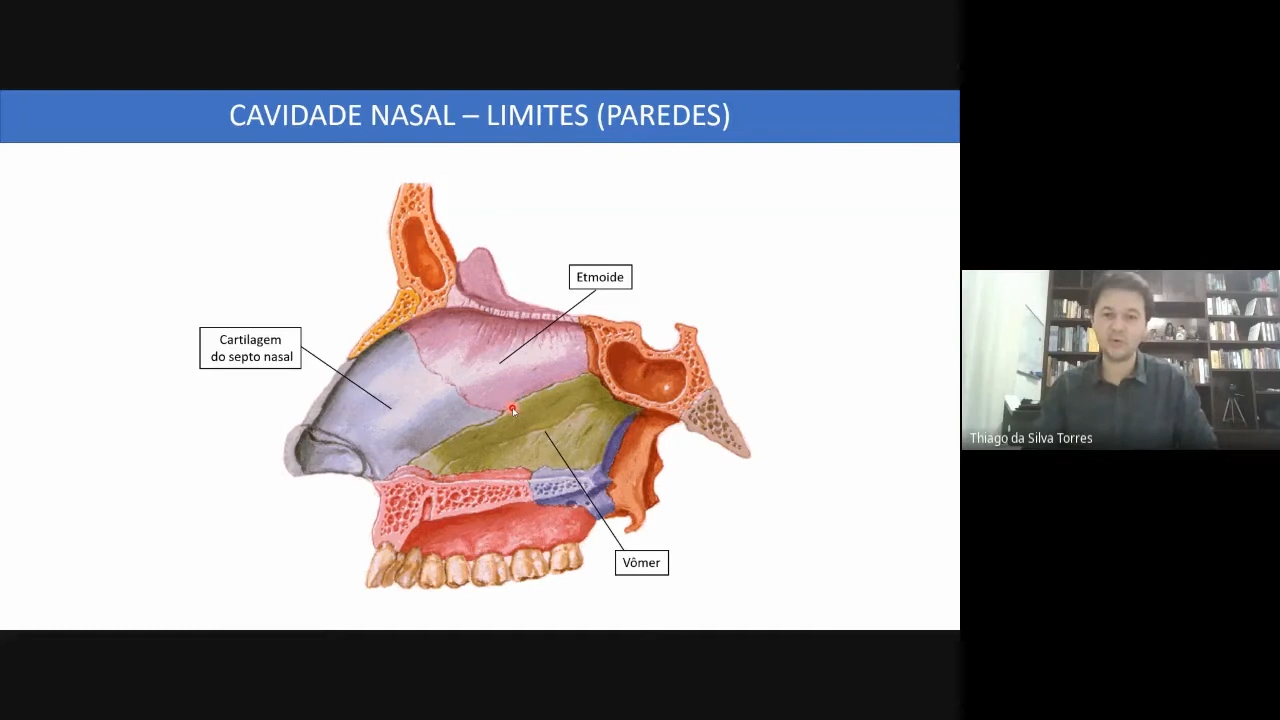 CAVIDADE NASAL – LIMITES (PAREDES)
Etmoide
Cartilagem
do septo nasal
Vômer
Thiago da Silva Torres